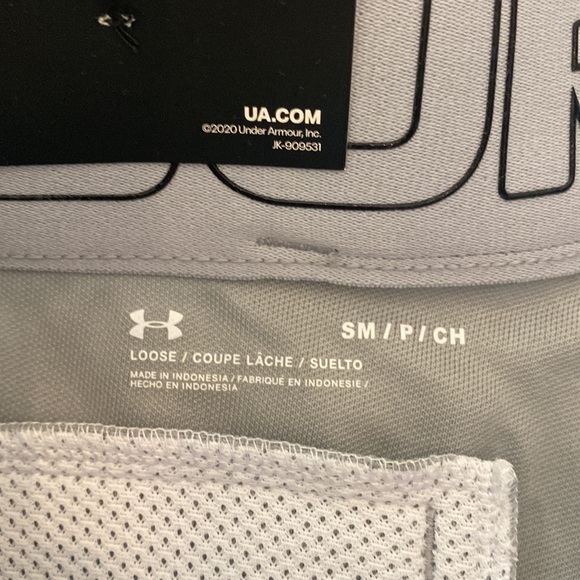 UA.COM
©2020 Under Armour, Inc.
JK-909531
SM / P / CH
LOOSE / COUPE LÂCHE / SUELTO
MADE IN INDONESIA / FABRIQUE EN INDONESIE /
HECHO EN INDONESIA